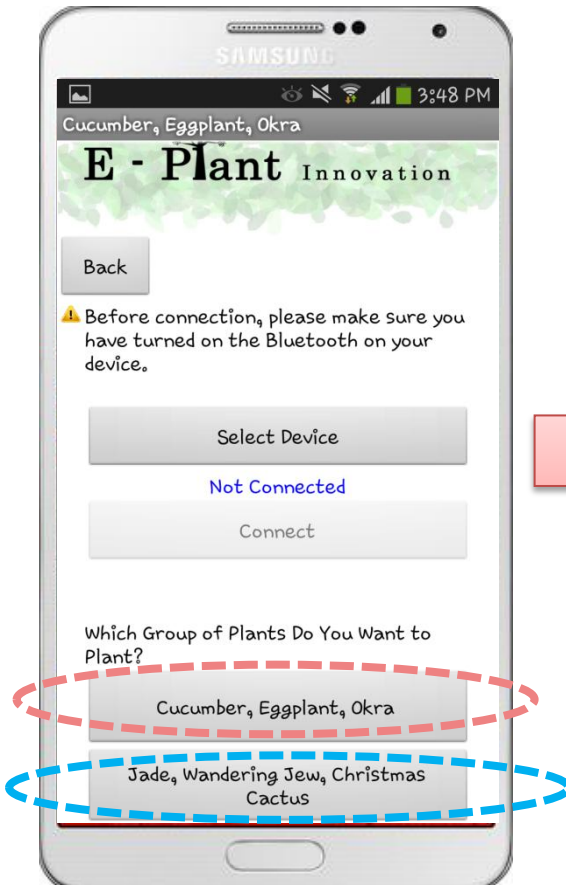 SAMSUNG
3:48 PM
Cucumber, Eggplant, Okra
E - Plant Innovation
Back
Before connection, please make sure you
have turned on the Bluetooth on your
device.
Select Device
Not Connected
Connect
Which Group of Plants Do You Want to
Plant?
Cucumber, Eggplant, Okra
Jade, Wandering Jew, Christmas
Cactus